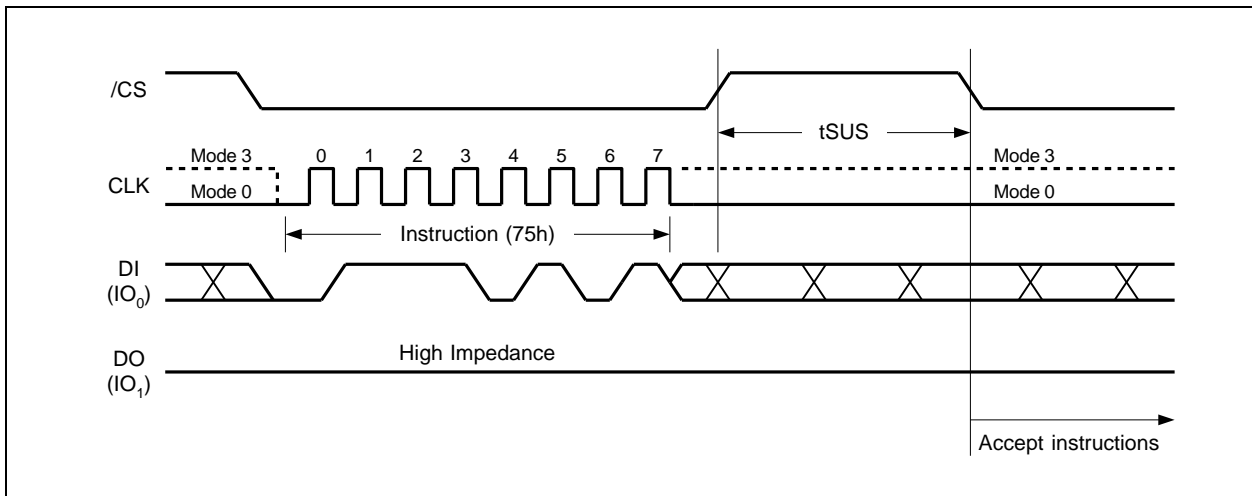 /CS
tSUS
0 1 2 3 4 5 6 7
Mode 3
Mode 3
CLK
Mode 0
Mode 0
Instruction (75h)
DI
(IO₀)
High Impedance
DO
(IO₁)
Accept instructions